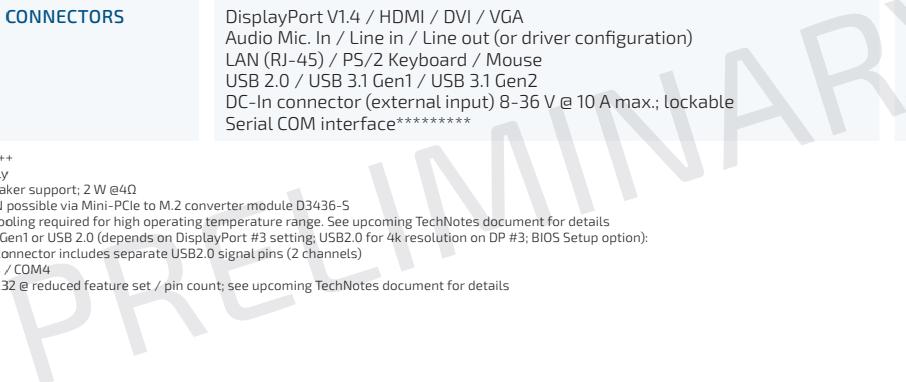 CONNECTORS
DisplayPort V1.4 / HDMI / DVI / VGA
Audio Mic. In / Line in / Line out (or driver configuration)
LAN (RJ-45) / PS/2 Keyboard / Mouse
USB 2.0 / USB 3.1 Gen1 / USB 3.1 Gen2
DC-In connector (external input) 8-36 V @ 10 A max.; lockable
Serial COM interface*********
++
aker support; 2 W @4Ω
possible via Mini-PCIe to M.2 converter module D3436-S
ooling required for high operating temperature range. See upcoming TechNotes document for details
Gen1 or USB 2.0 (depends on DisplayPort #3 setting; USB2.0 for 4k resolution on DP #3; BIOS Setup option):
onnector includes separate USB2.0 signal pins (2 channels)
/ COM4
32 @ reduced feature set / pin count; see upcoming TechNotes document for details
PRELIMINARY